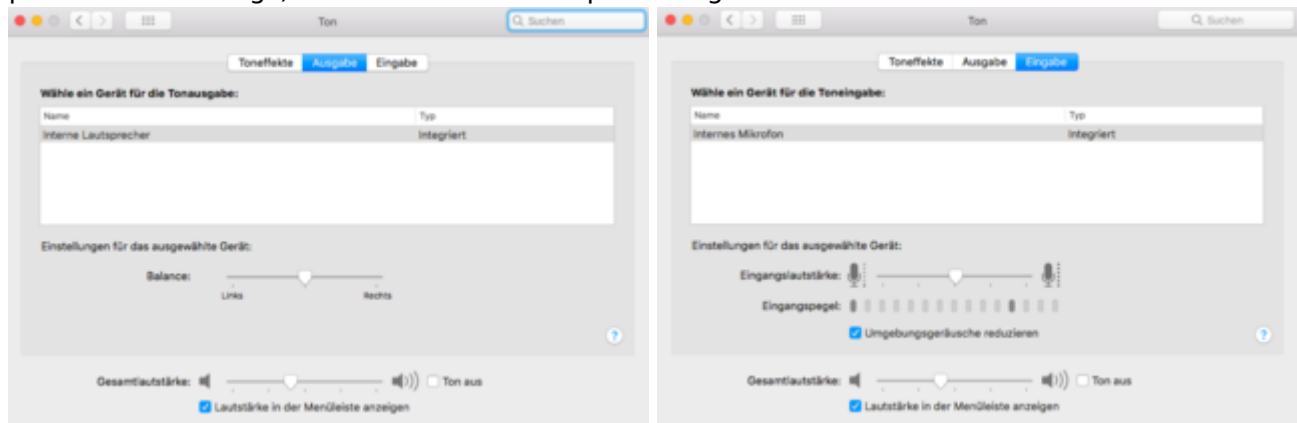 Ton
Suchen
Toneffekte Ausgabe Eingabe
Wähle ein Gerät für die Tonausgabe:
Name Typ
Interne Lautsprecher Integriert
Einstellungen für das ausgewählte Gerät:
Balance:
Links Rechts
?
Gesamtlautstärke: Ton aus
Lautstärke in der Menüleiste anzeigen
Ton
Suchen
Toneffekte Ausgabe Eingabe
Wähle ein Gerät für die Toneingabe:
Name Typ
Internes Mikrofon Integriert
Einstellungen für das ausgewählte Gerät:
Eingangslautstärke:
Eingangspegel:
Umgebungsgeräusche reduzieren
?
Gesamtlautstärke: Ton aus
Lautstärke in der Menüleiste anzeigen